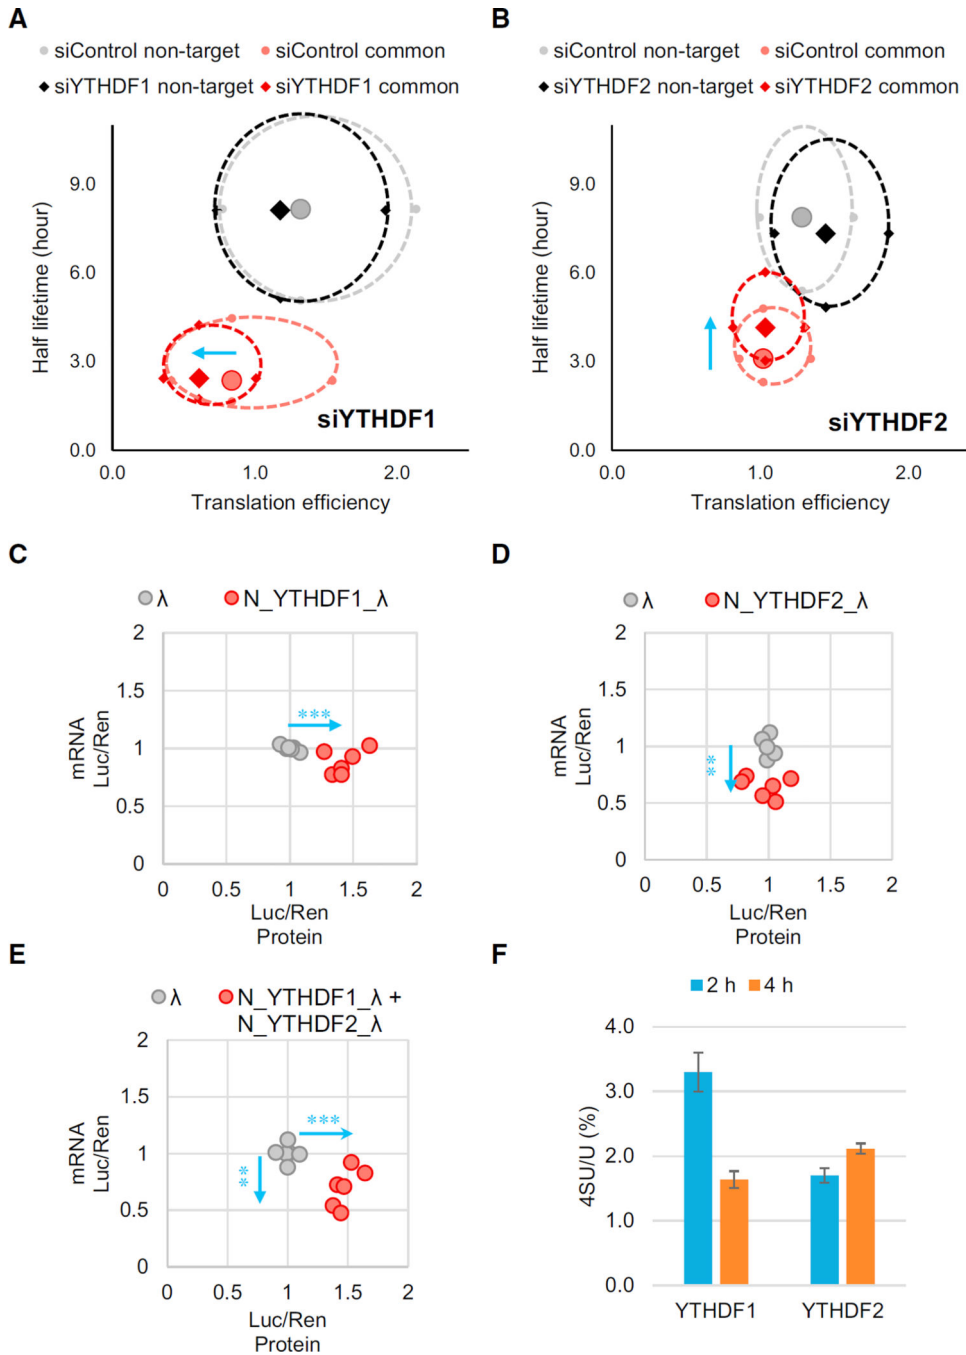 A
siControl non-target siControl common
siYTHDF1 non-target siYTHDF1 common
Half lifetime (hour)
9.0
6.0
3.0
0.0
0.0 1.0 2.0
siYTHDF1
Translation efficiency
B
siControl non-target siControl common
siYTHDF2 non-target siYTHDF2 common
Half lifetime (hour)
9.0
6.0
3.0
0.0
0.0 1.0 2.0
siYTHDF2
Translation efficiency
C
λ N_YTHDF1_λ
mRNA
Luc/Ren
2
1.5
1
0.5
0
***
0 0.5 1 1.5 2
Luc/Ren
Protein
D
λ N_YTHDF2_λ
mRNA
Luc/Ren
2
1.5
1
0.5
0
**
0 0.5 1 1.5 2
Luc/Ren
Protein
E
λ N_YTHDF1_λ +
N_YTHDF2_λ
mRNA
Luc/Ren
2
1.5
1
0.5
0
***
**
0 0.5 1 1.5 2
Luc/Ren
Protein
F
2 h 4 h
4SU/U (%)
4.0
3.0
2.0
1.0
0.0
YTHDF1 YTHDF2